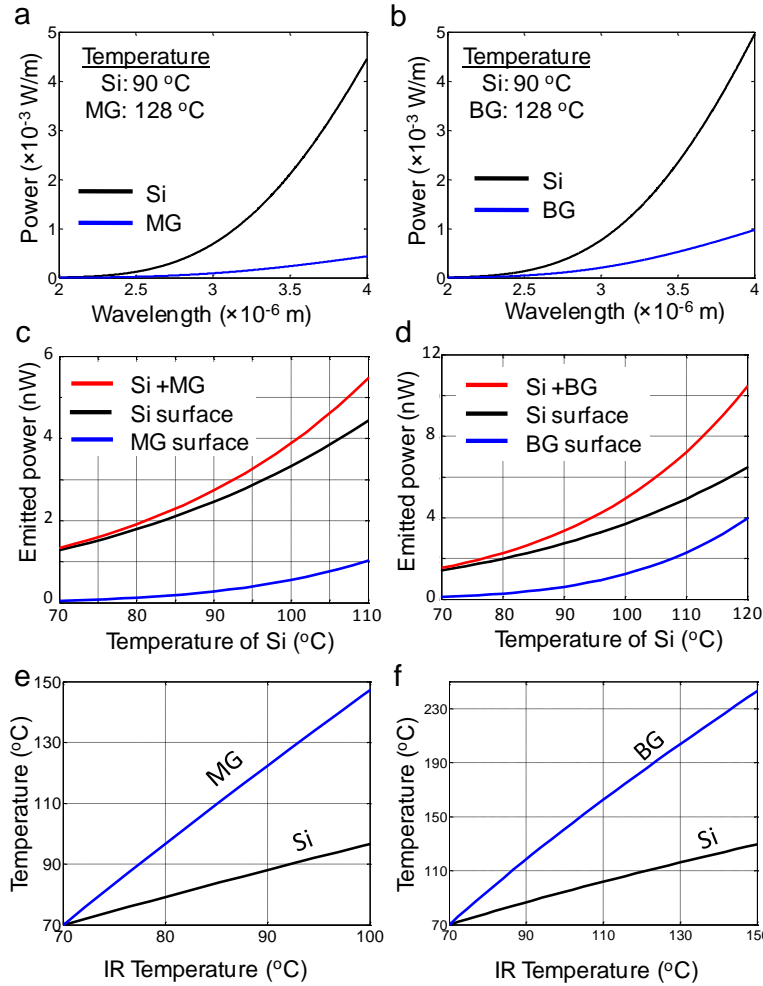 a
Temperature
Si: 90 °C
MG: 128 °C
Si
MG
Power (×10⁻³ W/m)
5
4
3
2
1
0
2 2.5 3 3.5 4
Wavelength (×10⁻⁶ m)
b
Temperature
Si: 90 °C
BG: 128 °C
Si
BG
Power (×10⁻³ W/m)
5
4
3
2
1
0
2 2.5 3 3.5 4
Wavelength (×10⁻⁶ m)
c
Si +MG
Si surface
MG surface
Emitted power (nW)
6
4
2
0
70 80 90 100 110
Temperature of Si (°C)
d
Si +BG
Si surface
BG surface
Emitted power (nW)
12
8
4
0
70 80 90 100 110 120
Temperature of Si (°C)
e
MG
Si
Temperature (°C)
150
130
110
90
70
70 80 90 100
IR Temperature (°C)
f
BG
Si
Temperature (°C)
230
190
150
110
70
70 90 110 130 150
IR Temperature (°C)